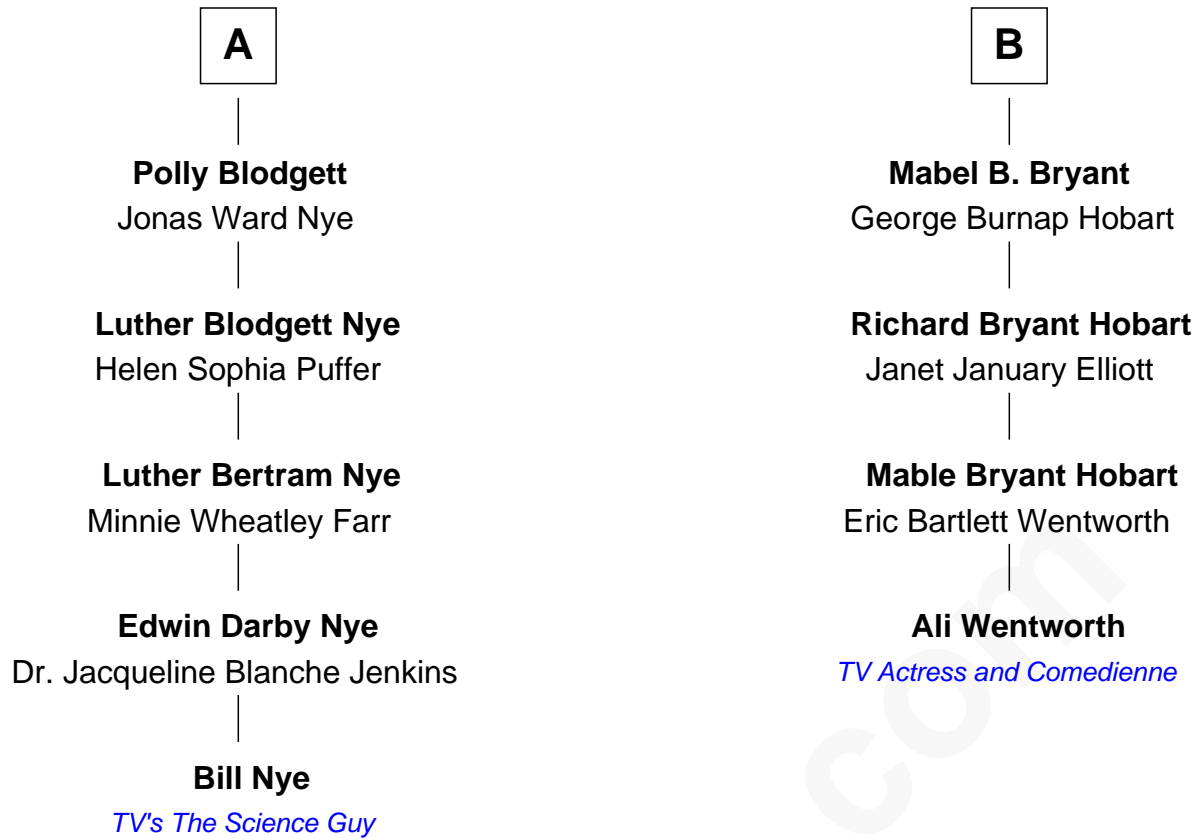 A
Polly Blodgett
Jonas Ward Nye
Luther Blodgett Nye
Helen Sophia Puffer
Luther Bertram Nye
Minnie Wheatley Farr
Edwin Darby Nye
Dr. Jacqueline Blanche Jenkins
Bill Nye
TV's The Science Guy
B
Mabel B. Bryant
George Burnap Hobart
Richard Bryant Hobart
Janet January Elliott
Mable Bryant Hobart
Eric Bartlett Wentworth
Ali Wentworth
TV Actress and Comedienne
com